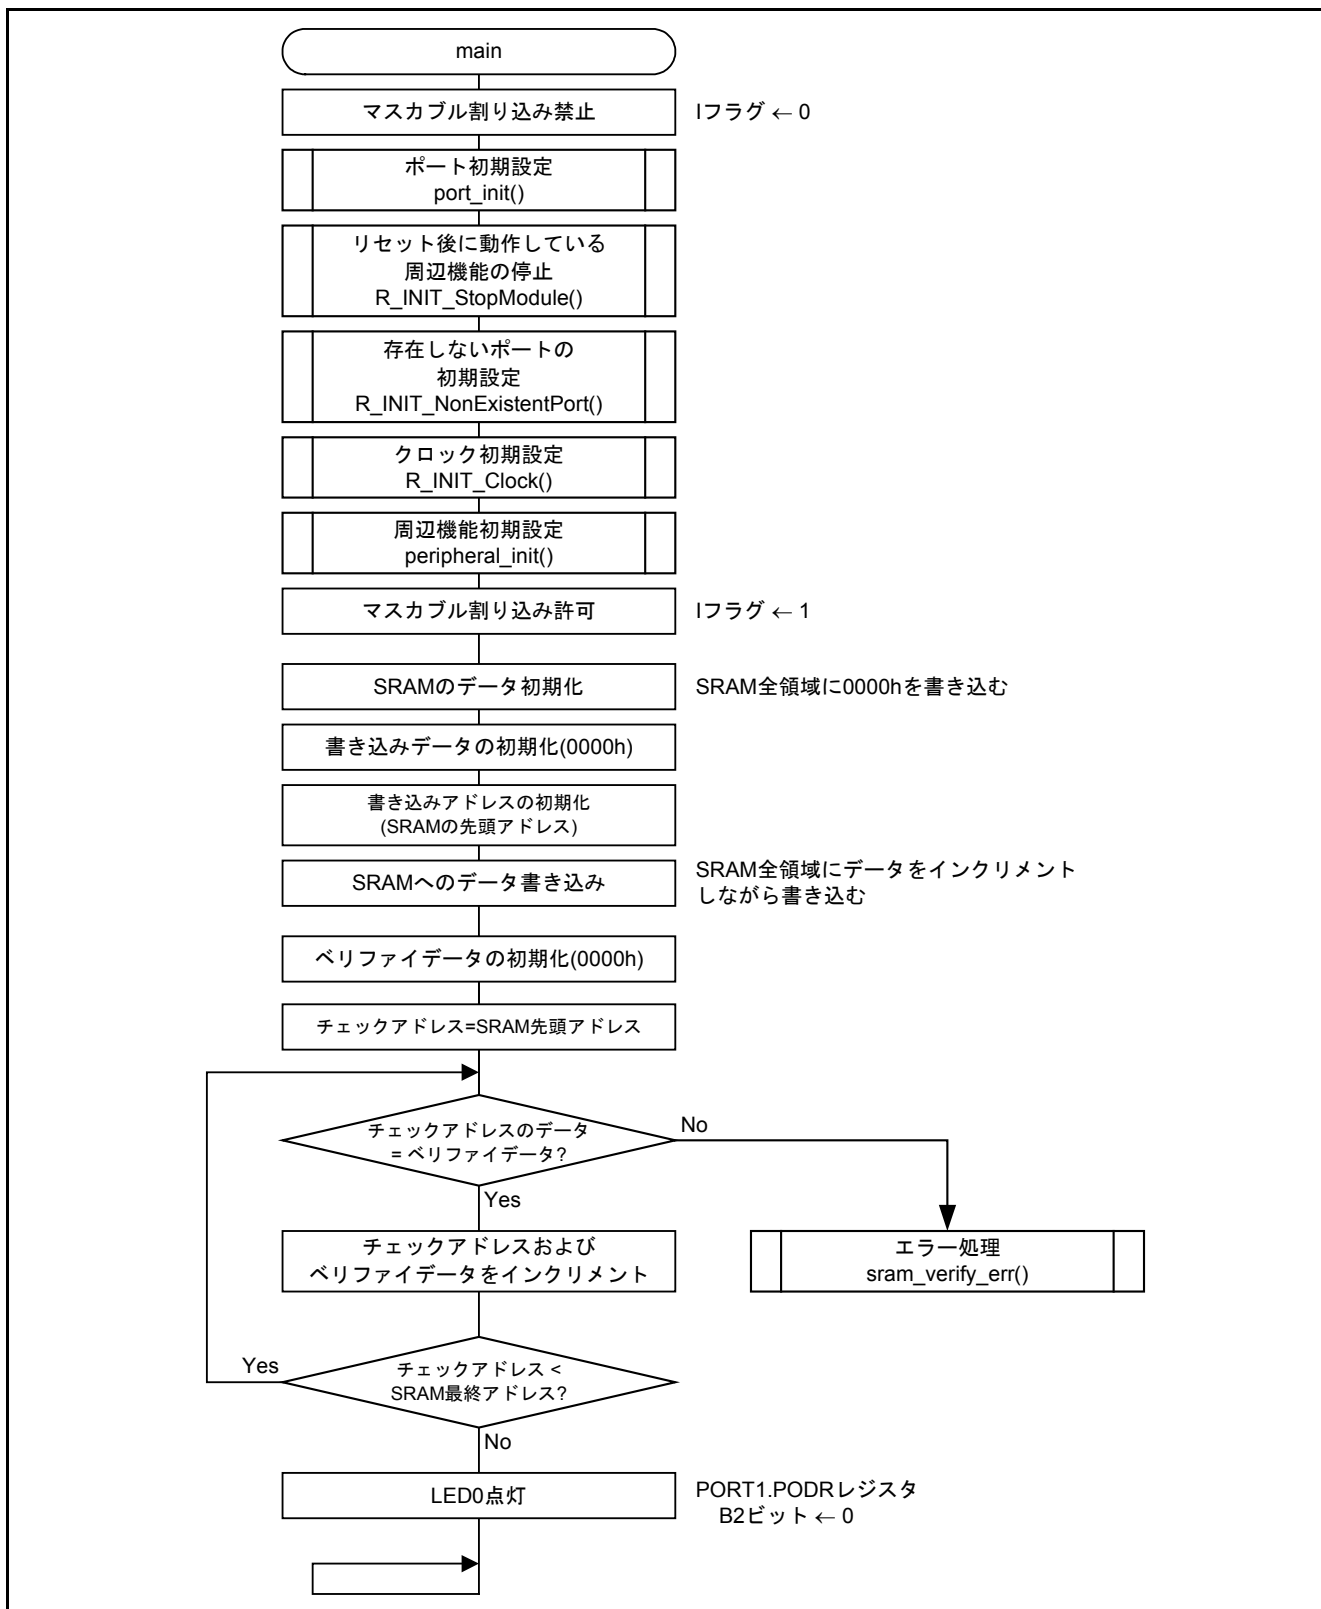 main
マスカブル割り込み禁止
Iフラグ ← 0
ポート初期設定
port_init()
リセット後に動作している
周辺機能の停止
R_INIT_StopModule()
存在しないポートの
初期設定
R_INIT_NonExistentPort()
クロック初期設定
R_INIT_Clock()
周辺機能初期設定
peripheral_init()
マスカブル割り込み許可
Iフラグ ← 1
SRAMのデータ初期化
SRAM全領域に0000hを書き込む
書き込みデータの初期化(0000h)
書き込みアドレスの初期化
(SRAMの先頭アドレス)
SRAMへのデータ書き込み
SRAM全領域にデータをインクリメント
しながら書き込む
ベリファイデータの初期化(0000h)
チェックアドレス=SRAM先頭アドレス
チェックアドレスのデータ
= ベリファイデータ?
No
Yes
チェックアドレスおよび
ベリファイデータをインクリメント
エラー処理
sram_verify_err()
チェックアドレス <
SRAM最終アドレス?
Yes
No
LED0点灯
PORT1.PODRレジスタ
B2ビット ← 0